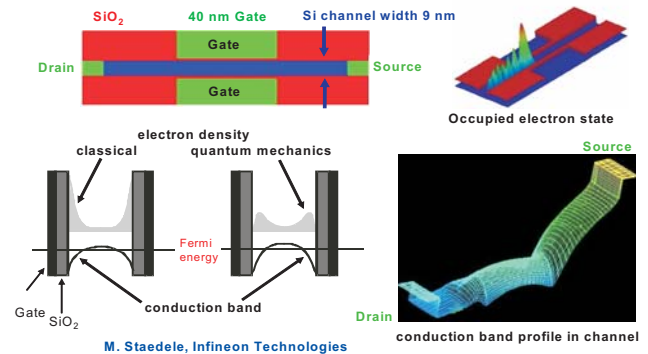 SiO₂
40 nm Gate
Si channel width 9 nm
Gate
Drain
Source
Gate
Occupied electron state
electron density
classical
quantum mechanics
Source
Fermi
energy
conduction band
Gate
SiO₂
Drain
M. Staedele, Infineon Technologies
conduction band profile in channel